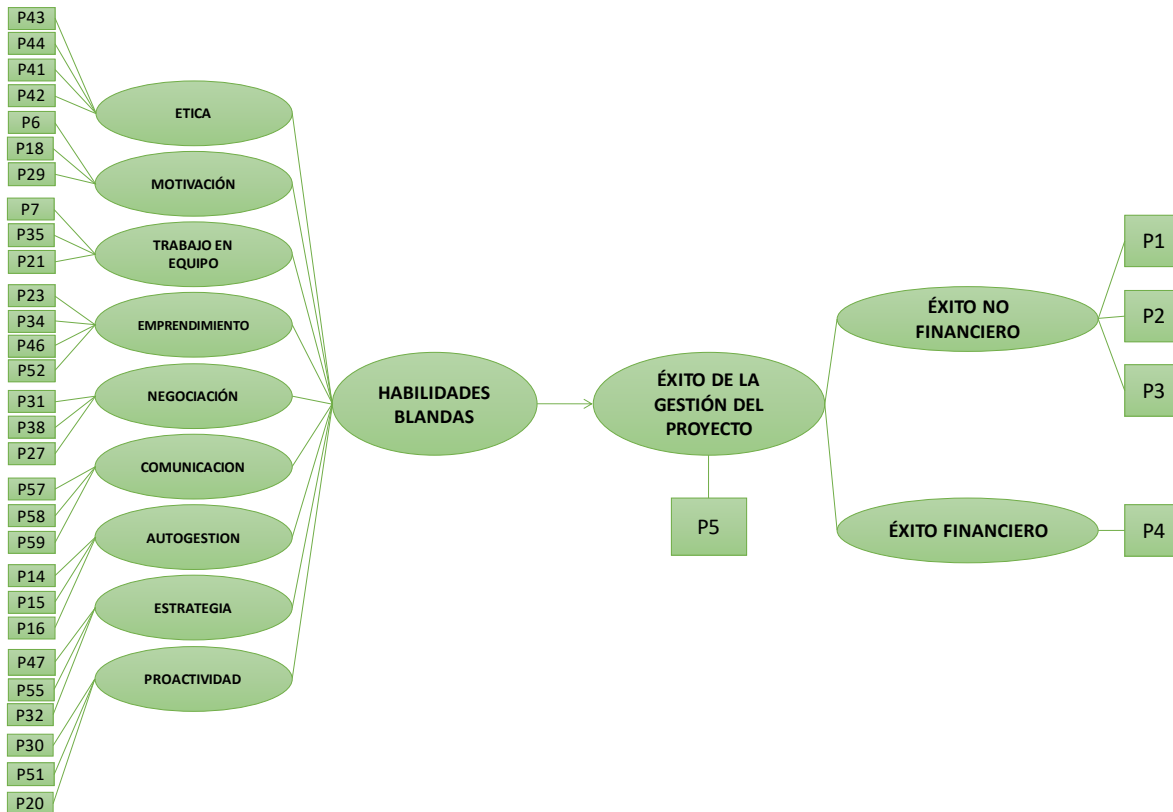 P43
P44
P41
P42
P6
P18
P29
P7
P35
P21
P23
P34
P46
P52
P31
P38
P27
P57
P58
P59
P14
P15
P16
P47
P55
P32
P30
P51
P20
ETICA
MOTIVACIÓN
TRABAJO EN
EQUIPO
EMPRENDIMIENTO
NEGOCIACIÓN
COMUNICACION
AUTOGESTION
ESTRATEGIA
PROACTIVIDAD
HABILIDADES
BLANDAS
ÉXITO DE LA
GESTIÓN DEL
PROYECTO
P5
ÉXITO NO
FINANCIERO
ÉXITO FINANCIERO
P1
P2
P3
P4